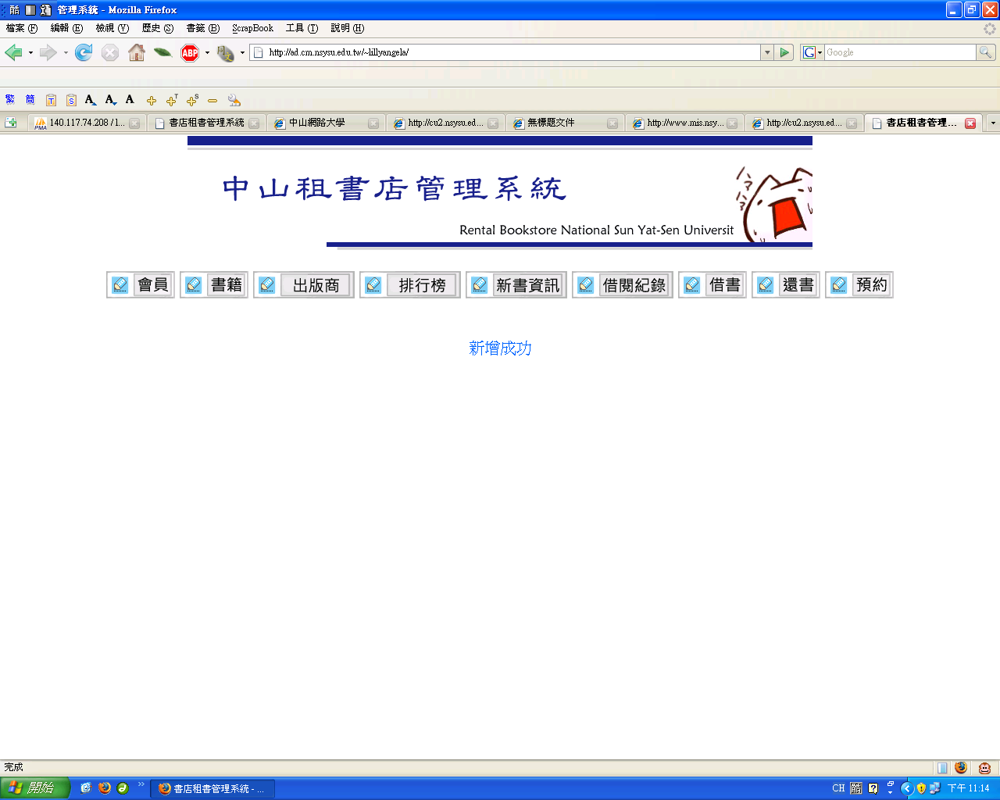 酷 管理系統 - Mozilla Firefox
檔案 (F) 編輯 (E) 檢視 (V) 歷史 (S) 書籤 (B) ScrapBook 工具 (T) 說明 (H)
ABP http://ad.cm.nsysu.edu.tw/~lillyangela/ G Google
繁 簡 T S A A A T S
PMA 140.117.74.208 / l... 書店租書管理系統 中山網路大學 http://cu2.nsysu.ed... 無標題文件 http://www.mis.nsy... http://cu2.nsysu.ed... 書店租書管理...
中山租書店管理系統
ハァハァ
Rental Bookstore National Sun Yat-Sen Universit
會員 書籍 出版商 排行榜 新書資訊 借閱紀錄 借書 還書 預約
新增成功
完成
開始 書店租書管理系統 - ... CH 酷 下午 11:14